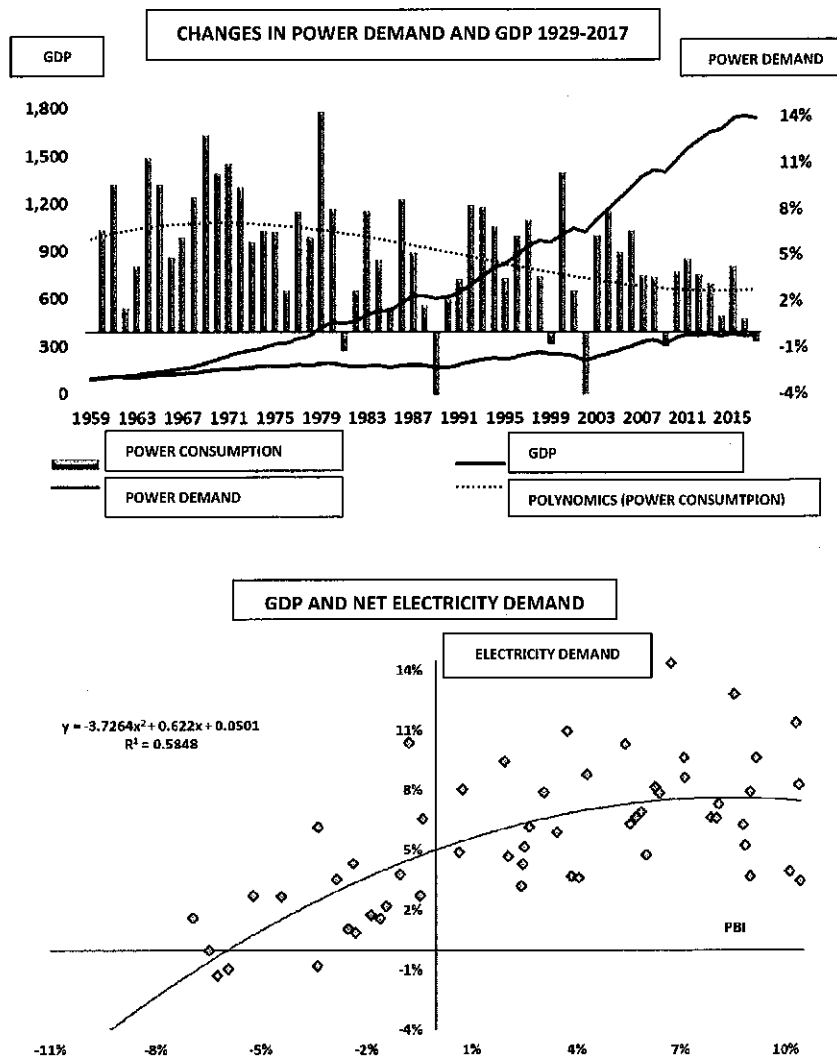 CHANGES IN POWER DEMAND AND GDP 1929-2017
GDP
POWER DEMAND
1,800
1,500
1,200
900
600
300
0
14%
11%
8%
5%
2%
-1%
-4%
1959 1963 1967 1971 1975 1979 1983 1987 1991 1995 1999 2003 2007 2011 2015
POWER CONSUMPTION
GDP
POWER DEMAND
POLYNOMICS (POWER CONSUMTPION)
GDP AND NET ELECTRICITY DEMAND
ELECTRICITY DEMAND
y = -3.7264x² + 0.622x + 0.0501
R² = 0.5848
14%
11%
8%
5%
2%
-1%
-4%
PBI
-11% -8% -5% -2% 1% 4% 7% 10%